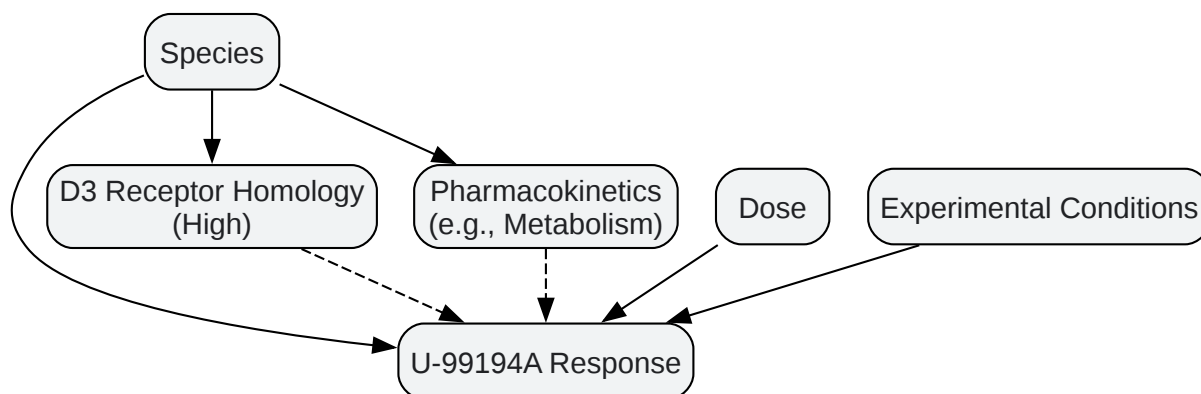 Species
D3 Receptor Homology
(High)
Pharmacokinetics
(e.g., Metabolism)
Dose
Experimental Conditions
U-99194A Response